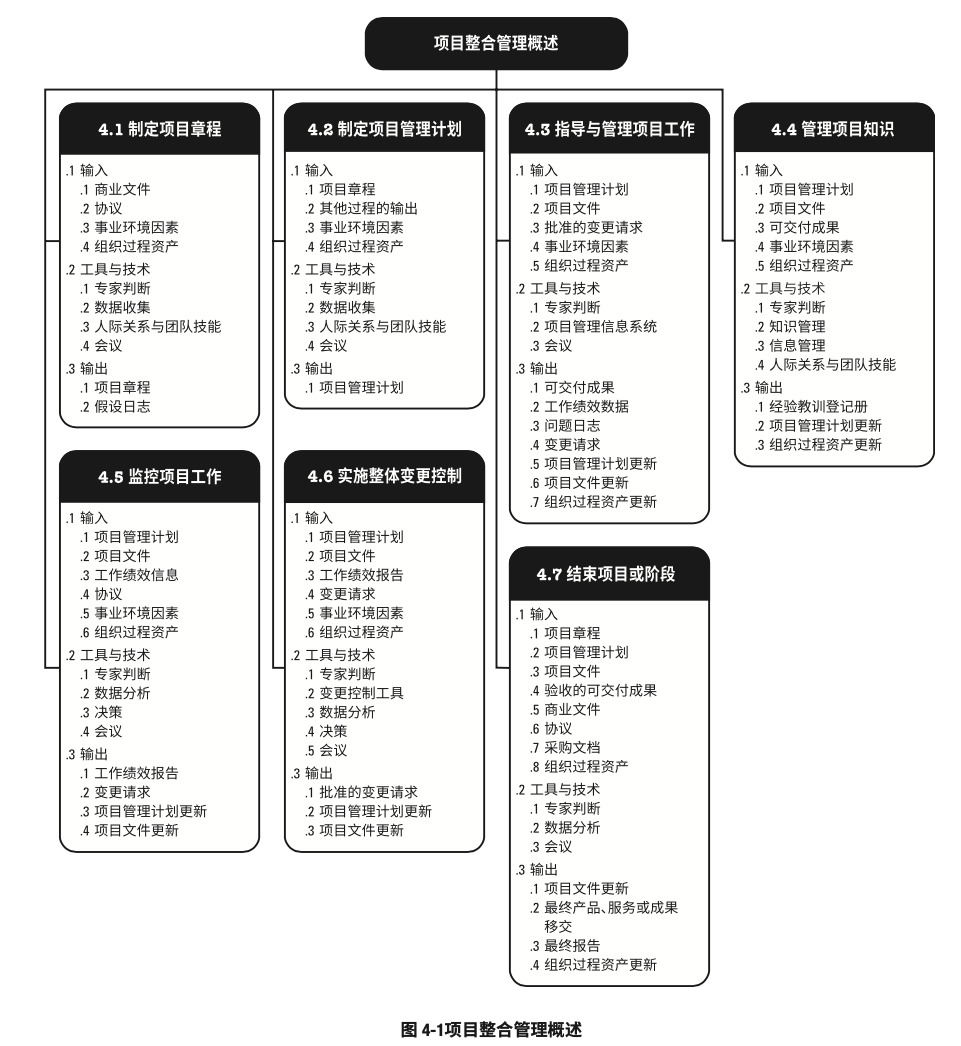 项目整合管理概述
4.1 制定项目章程
.1 输入
.1 商业文件
.2 协议
.3 事业环境因素
.4 组织过程资产
.2 工具与技术
.1 专家判断
.2 数据收集
.3 人际关系与团队技能
.4 会议
.3 输出
.1 项目章程
.2 假设日志
4.2 制定项目管理计划
.1 输入
.1 项目章程
.2 其他过程的输出
.3 事业环境因素
.4 组织过程资产
.2 工具与技术
.1 专家判断
.2 数据收集
.3 人际关系与团队技能
.4 会议
.3 输出
.1 项目管理计划
4.3 指导与管理项目工作
.1 输入
.1 项目管理计划
.2 项目文件
.3 批准的变更请求
.4 事业环境因素
.5 组织过程资产
.2 工具与技术
.1 专家判断
.2 项目管理信息系统
.3 会议
.3 输出
.1 可交付成果
.2 工作绩效数据
.3 问题日志
.4 变更请求
.5 项目管理计划更新
.6 项目文件更新
.7 组织过程资产更新
4.4 管理项目知识
.1 输入
.1 项目管理计划
.2 项目文件
.3 可交付成果
.4 事业环境因素
.5 组织过程资产
.2 工具与技术
.1 专家判断
.2 知识管理
.3 信息管理
.4 人际关系与团队技能
.3 输出
.1 经验教训登记册
.2 项目管理计划更新
.3 组织过程资产更新
4.5 监控项目工作
.1 输入
.1 项目管理计划
.2 项目文件
.3 工作绩效信息
.4 协议
.5 事业环境因素
.6 组织过程资产
.2 工具与技术
.1 专家判断
.2 数据分析
.3 决策
.4 会议
.3 输出
.1 工作绩效报告
.2 变更请求
.3 项目管理计划更新
.4 项目文件更新
4.6 实施整体变更控制
.1 输入
.1 项目管理计划
.2 项目文件
.3 工作绩效报告
.4 变更请求
.5 事业环境因素
.6 组织过程资产
.2 工具与技术
.1 专家判断
.2 变更控制工具
.3 数据分析
.4 决策
.5 会议
.3 输出
.1 批准的变更请求
.2 项目管理计划更新
.3 项目文件更新
4.7 结束项目或阶段
.1 输入
.1 项目章程
.2 项目管理计划
.3 项目文件
.4 验收的可交付成果
.5 商业文件
.6 协议
.7 采购文档
.8 组织过程资产
.2 工具与技术
.1 专家判断
.2 数据分析
.3 会议
.3 输出
.1 项目文件更新
.2 最终产品、服务或成果
移交
.3 最终报告
.4 组织过程资产更新
图 4-1项目整合管理概述